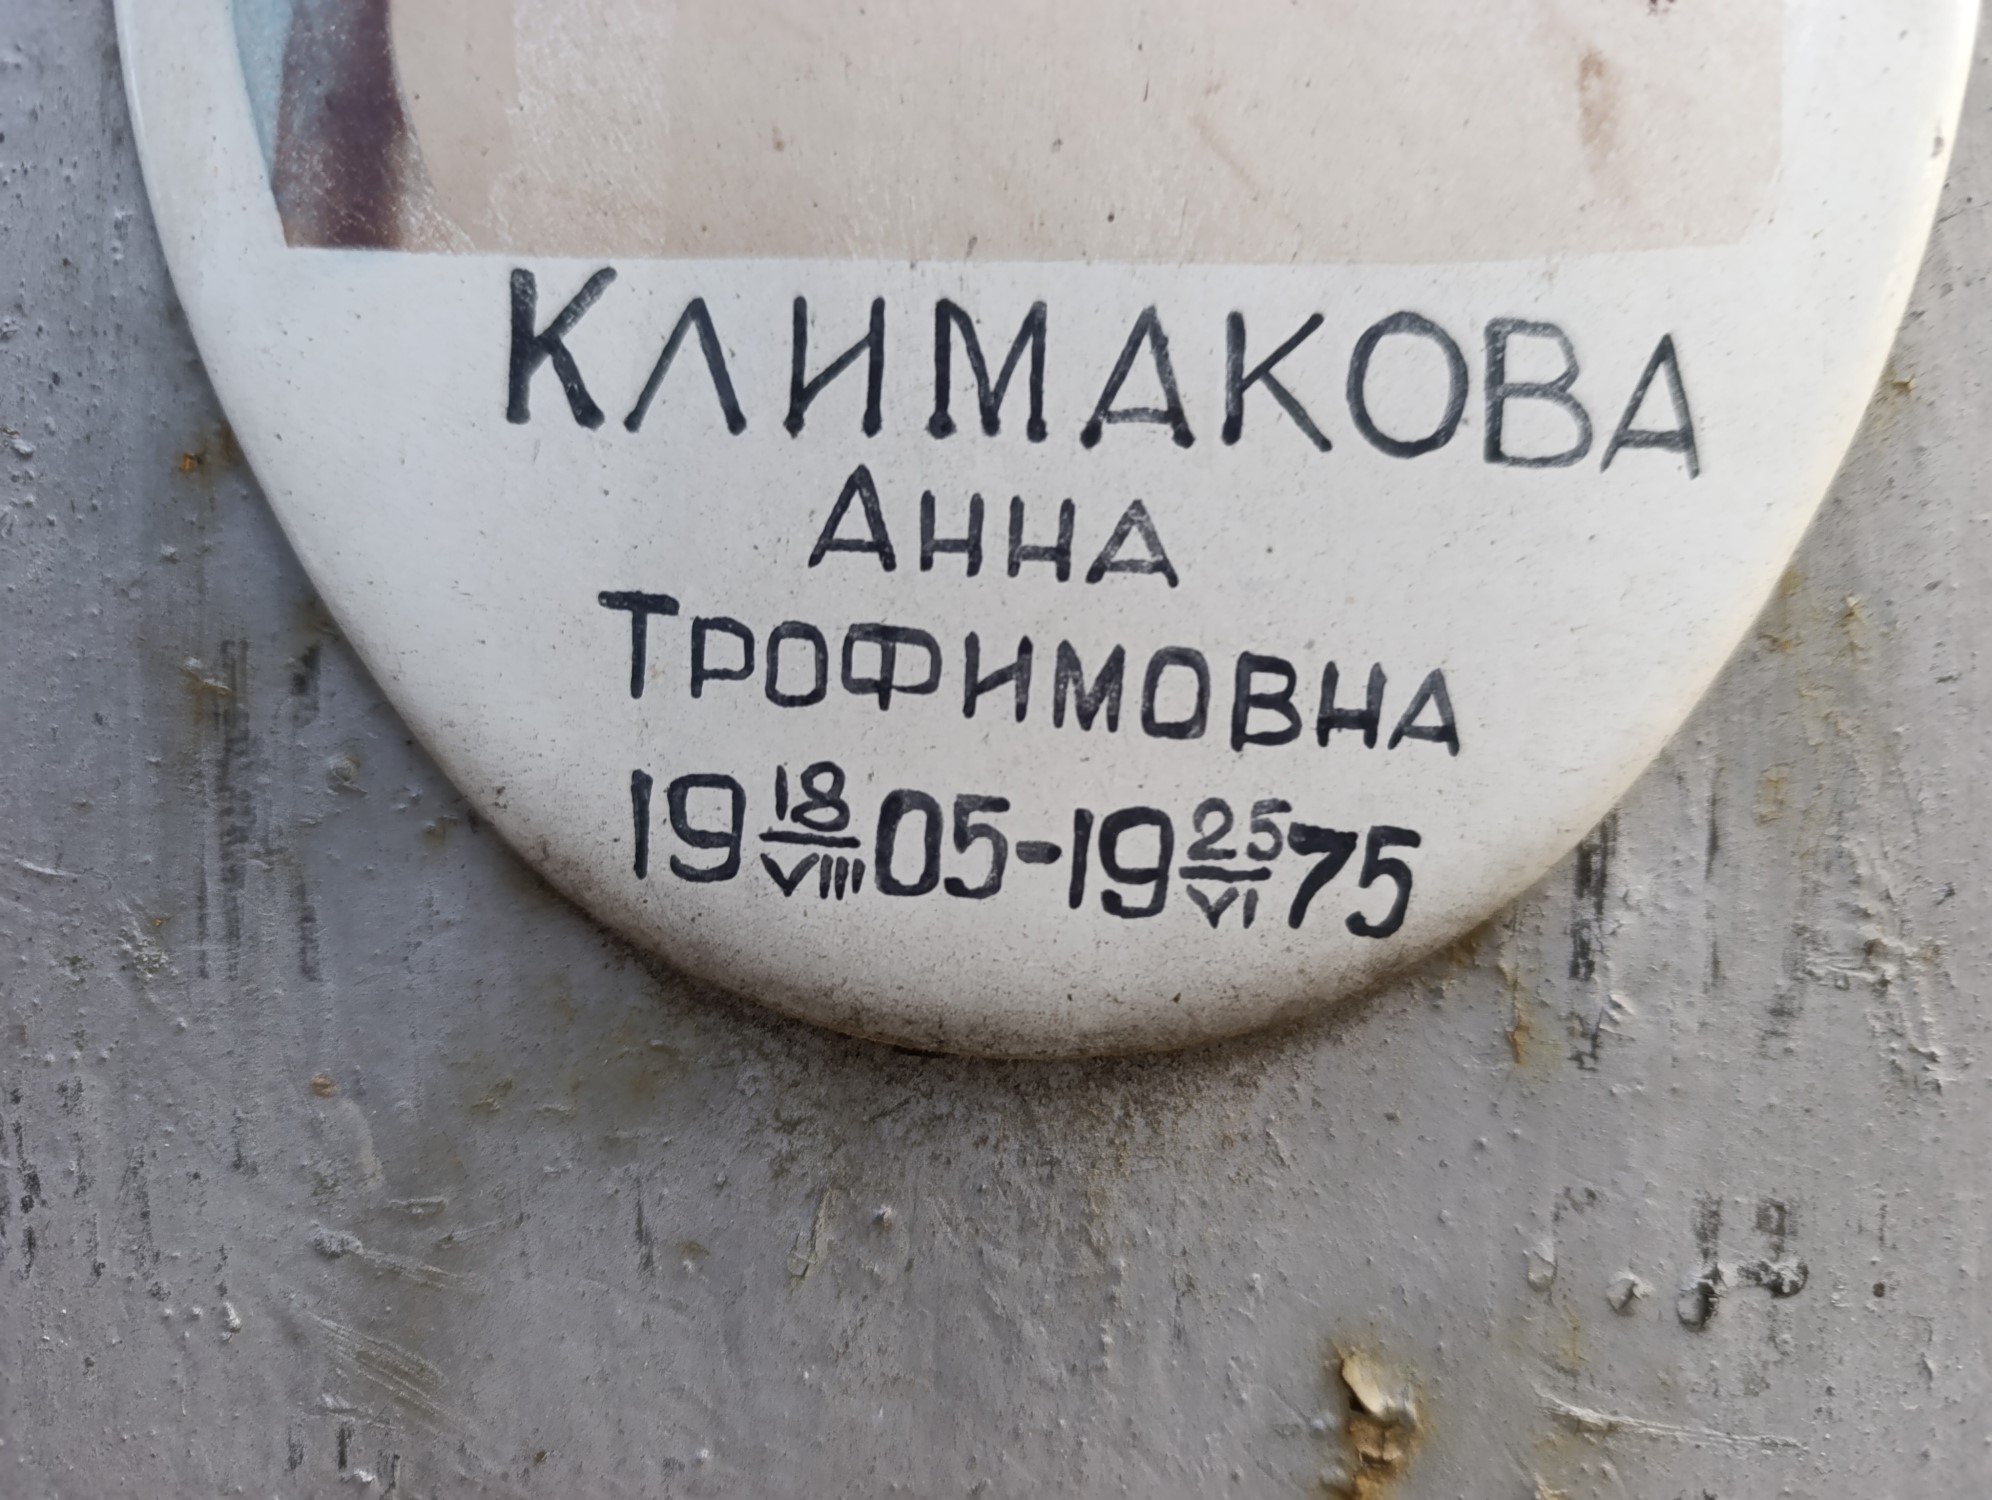 КЛИМАКОВА
АННА
ТРОФИМОВНА
19 18/VIII 05-19 25/VI 75